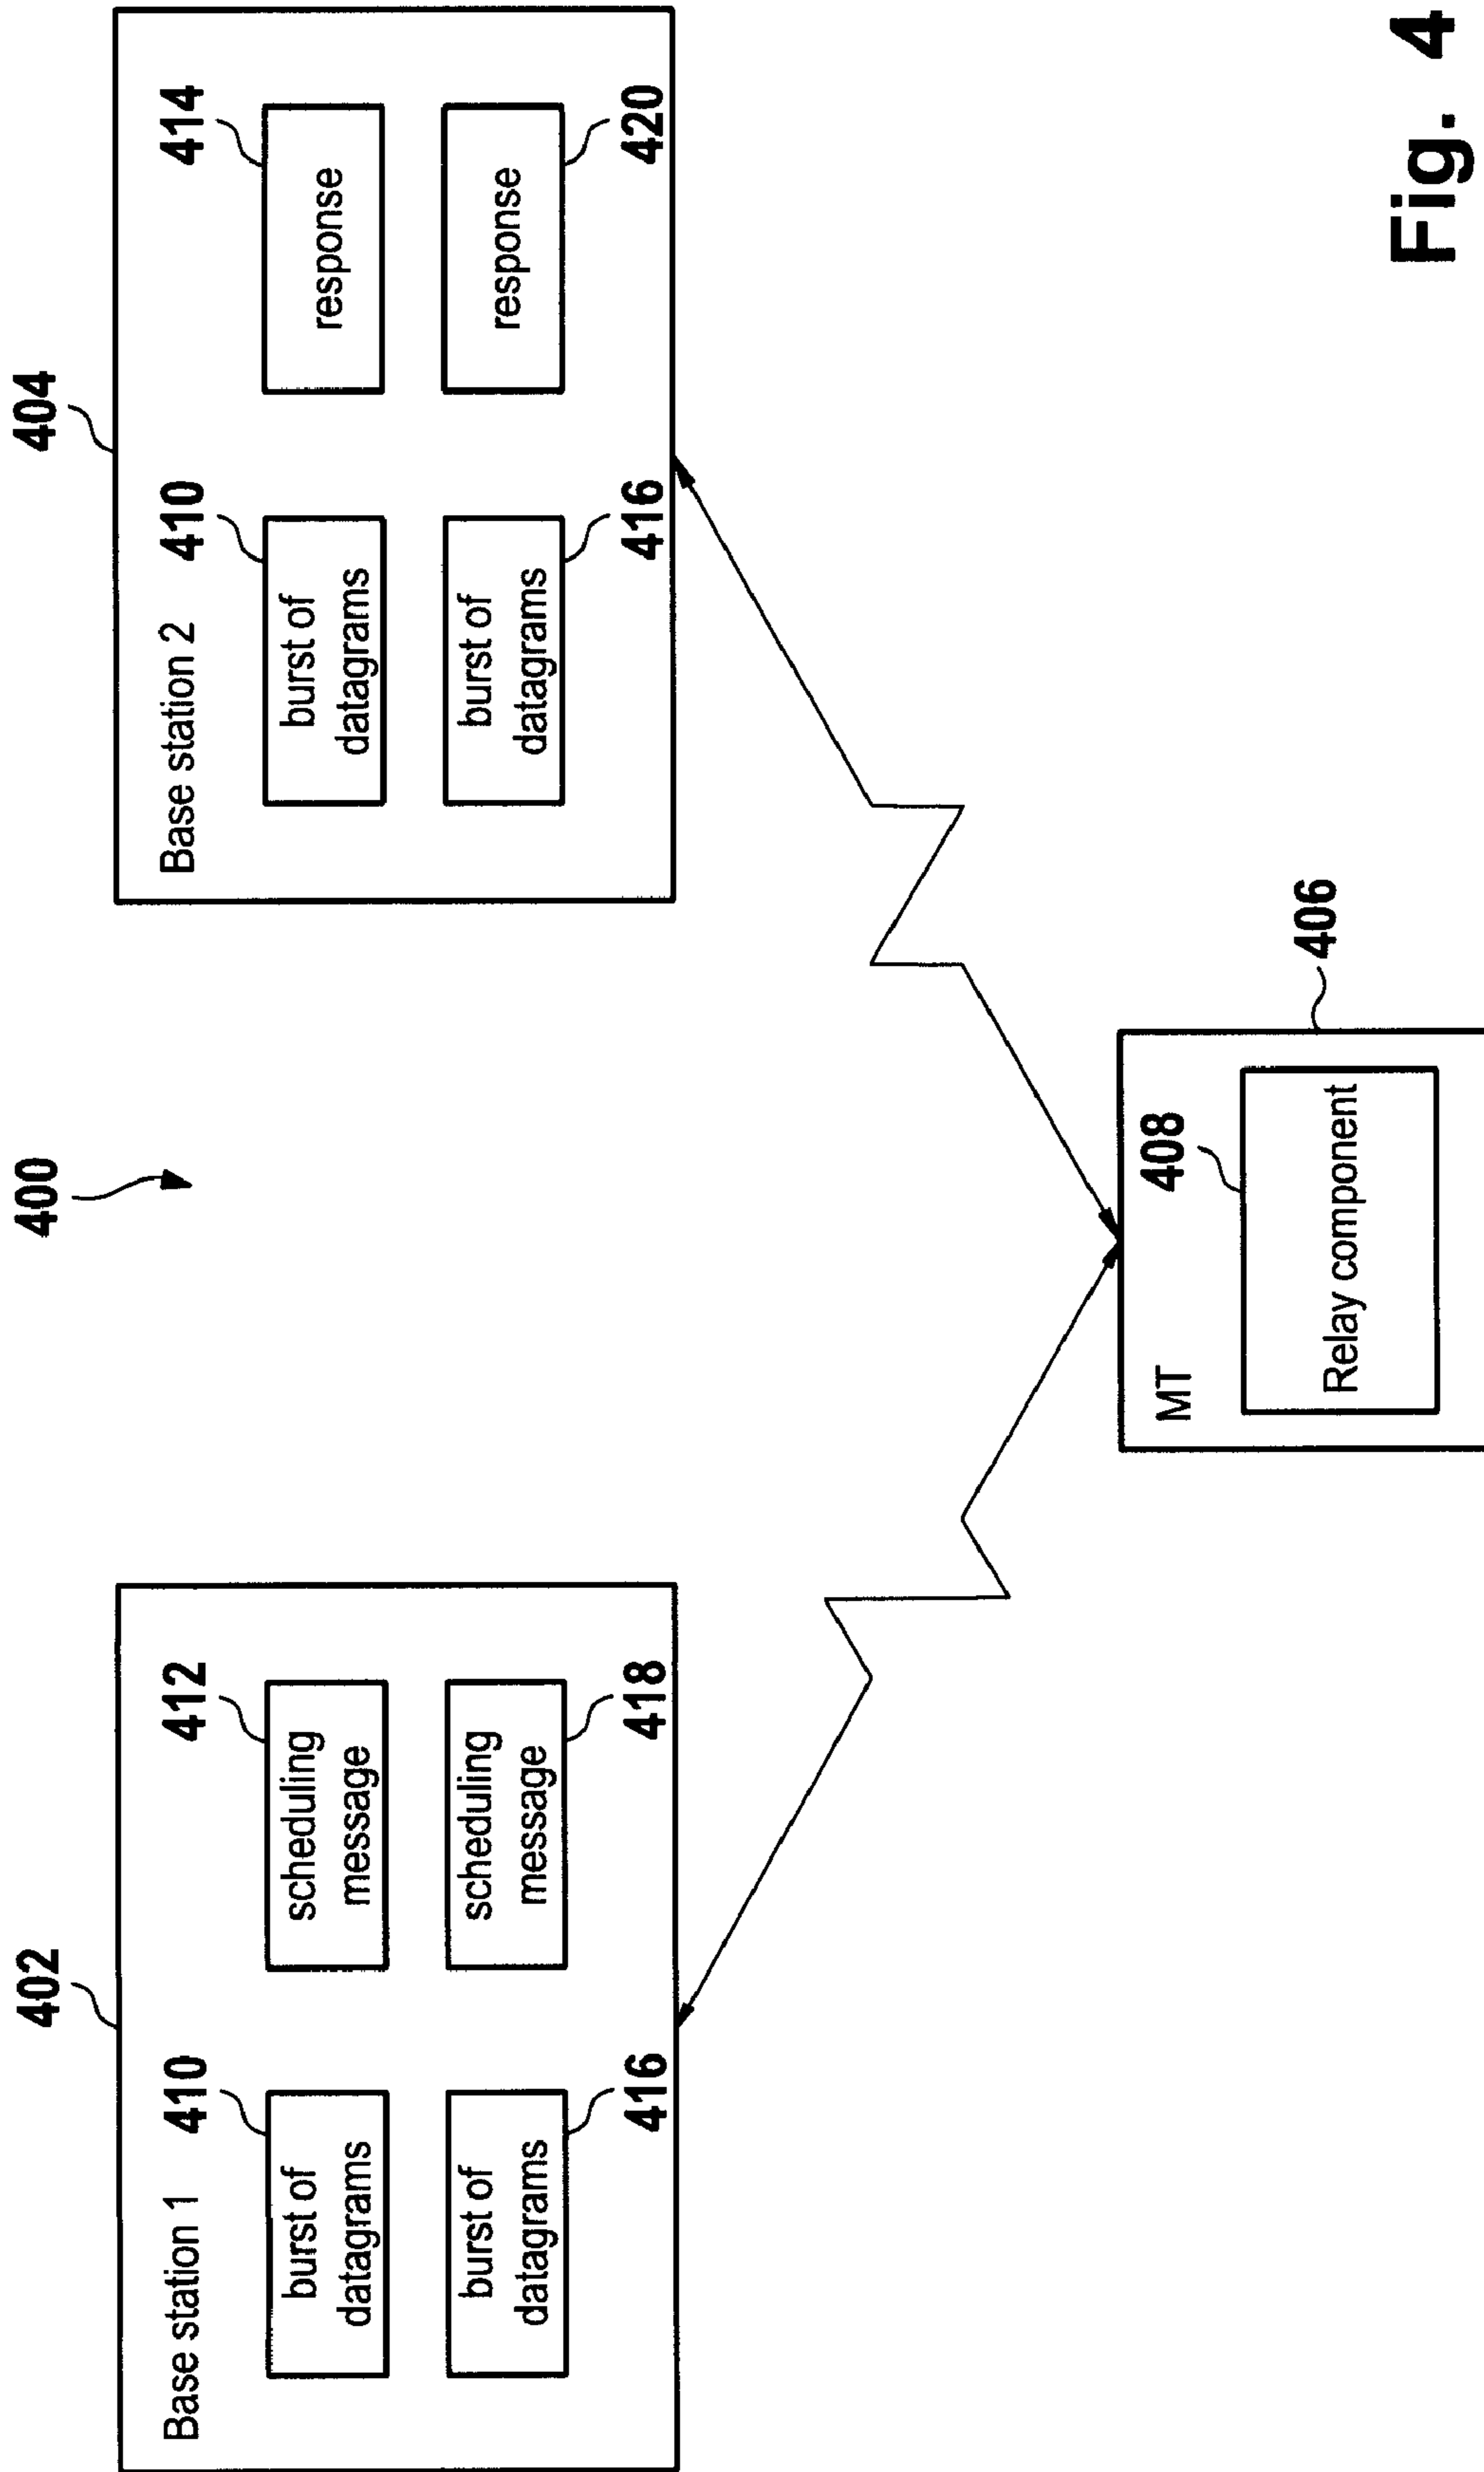 400
402
Base station 1
410
burst of
datagrams
412
scheduling
message
burst of
datagrams
416
scheduling
message
418
404
Base station 2
410
burst of
datagrams
414
response
burst of
datagrams
416
response
420
MT
408
Relay component
406
Fig. 4